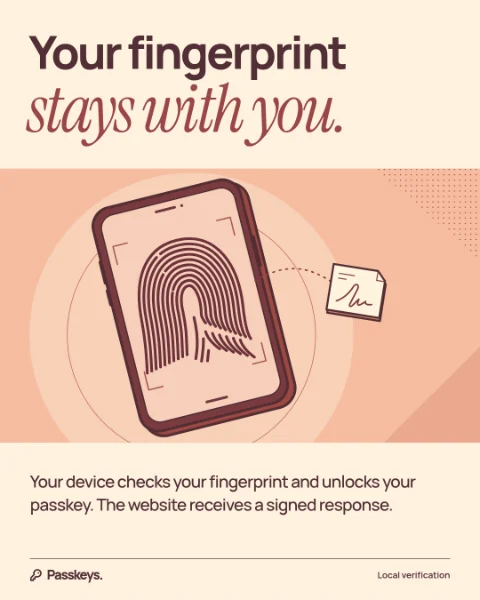 Your fingerprint
stays with you.
Your device checks your fingerprint and unlocks your
passkey. The website receives a signed response.
Passkeys.
Local verification